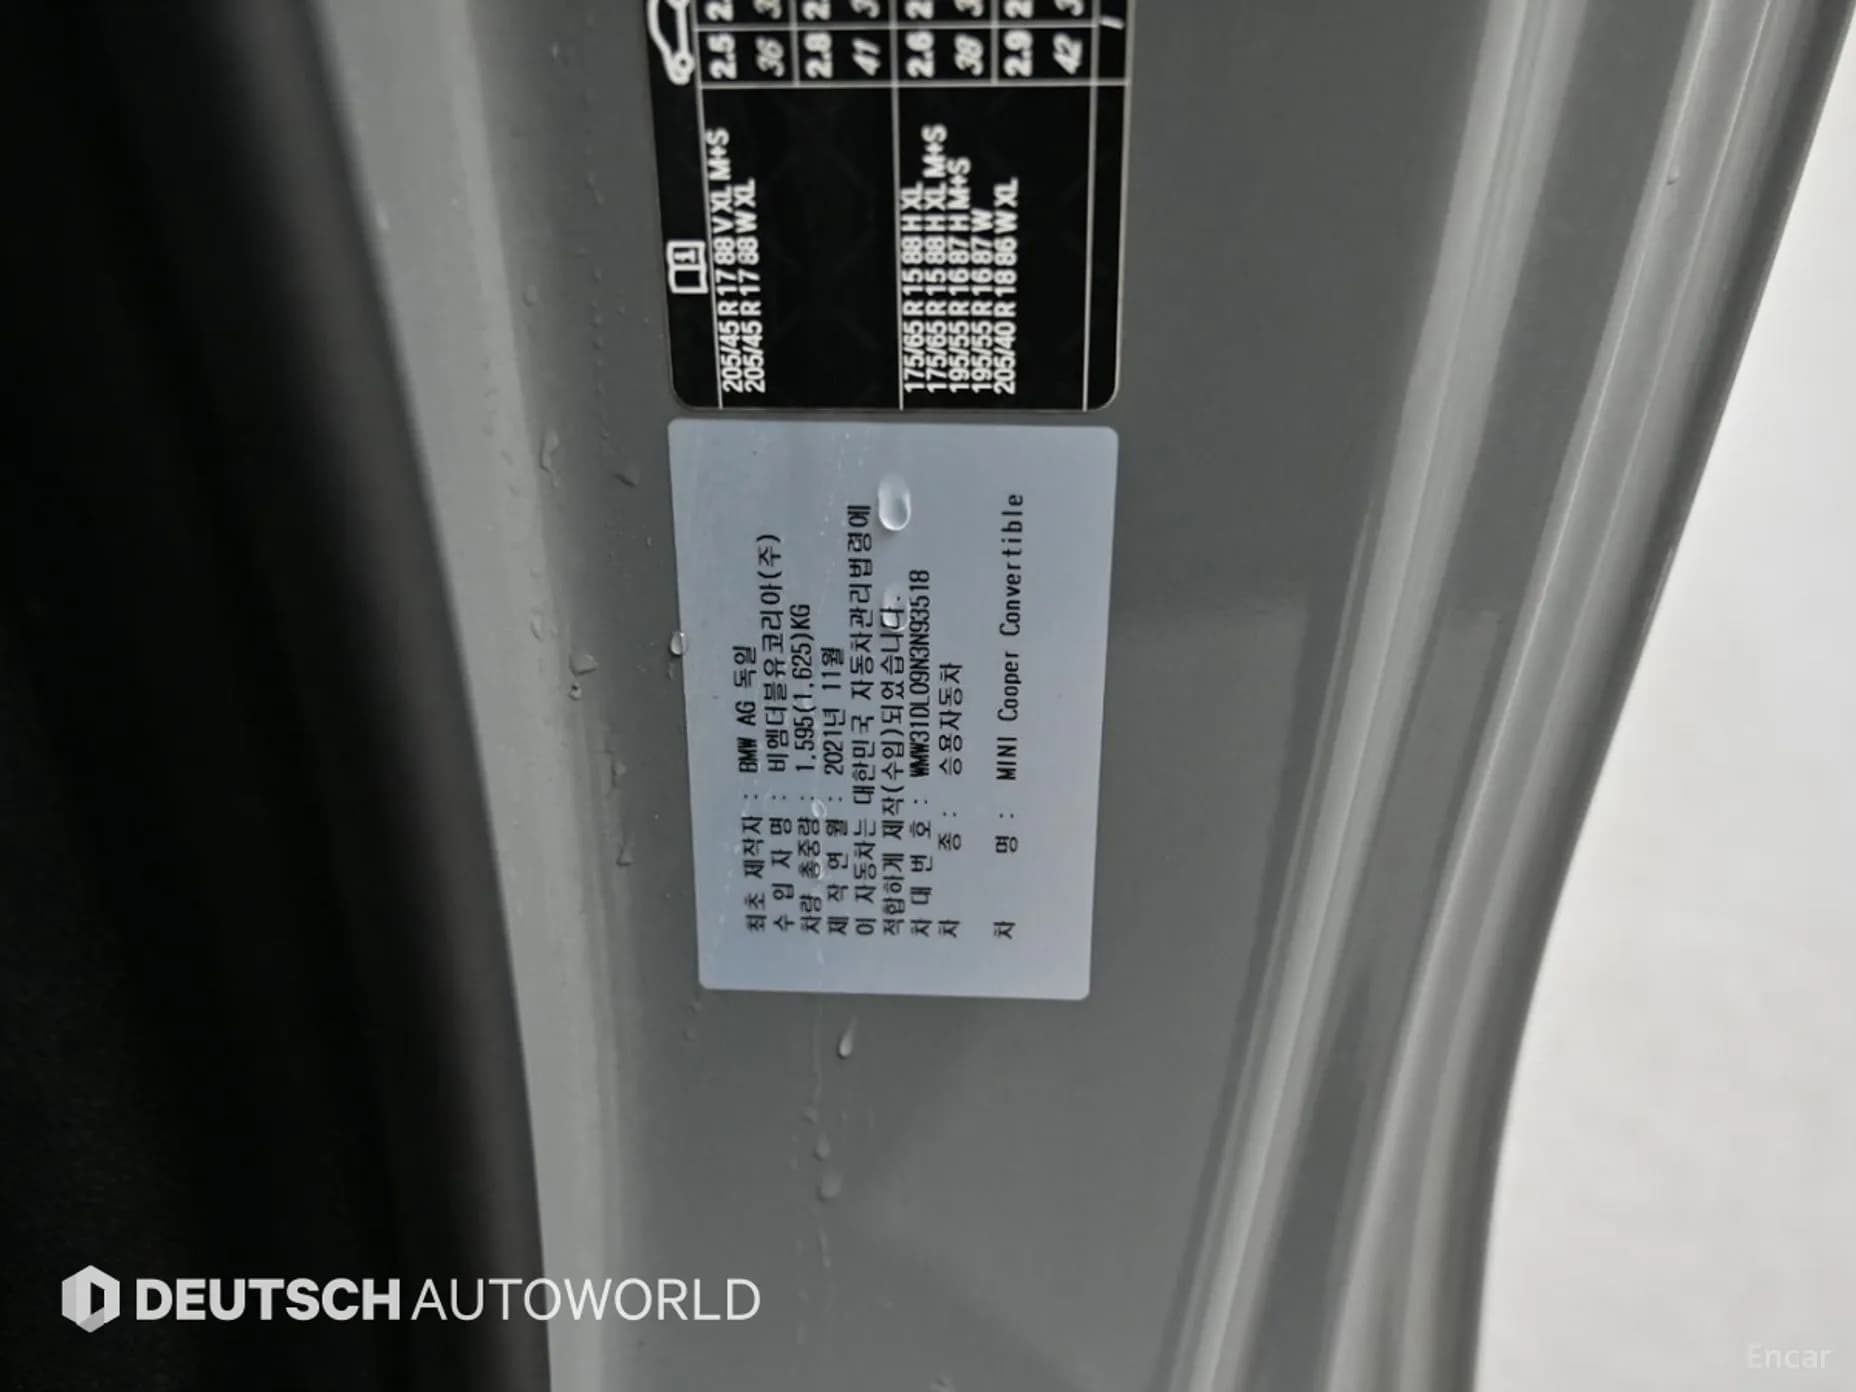 2.5 36 2.8 41
205/45 R 17 88 V XL M+S
205/45 R 17 88 W XL
2.6 38 2.9 42
175/65 R 15 88 H XL
175/65 R 15 88 H XL M+S
195/55 R 16 87 H M+S
195/55 R 16 87 W
205/40 R 18 86 W XL
최초 제작자 : BMW AG 독일
수 입 자 명 : 비엠더블유코리아(주)
차량 총중량 : 1,595(1,625)KG
제 작 연 월 : 2021년 11월
이 자동차는 대한민국 자동차관리법령에
적합하게 제작(수입)되었습니다.
차 대 번 호 : WMW31DL09N3N93518
차 종 : 승용자동차
차 명 : MINI Cooper Convertible
DEUTSCH AUTOWORLD
Encar